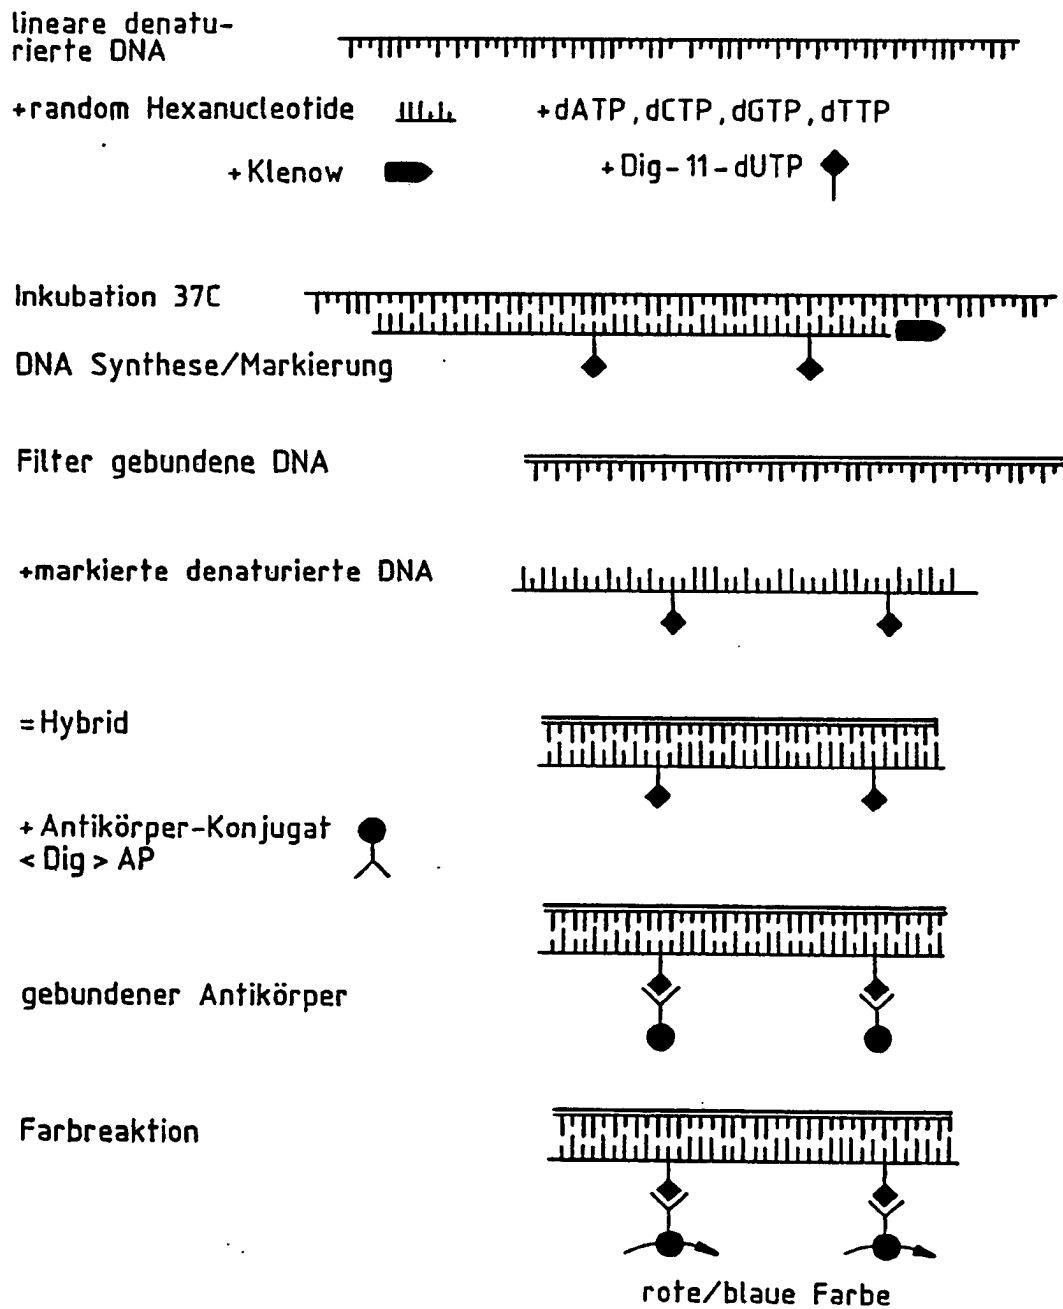 lineare denatu-
rierte DNA
+random Hexanucleotide +dATP, dCTP, dGTP, dTTP
+Klenow +Dig-11-dUTP
Inkubation 37C
DNA Synthese/Markierung
Filter gebundene DNA
+markierte denaturierte DNA
=Hybrid
+Antikörper-Konjugat
<Dig> AP
gebundener Antikörper
Farbreaktion
rote/blaue Farbe